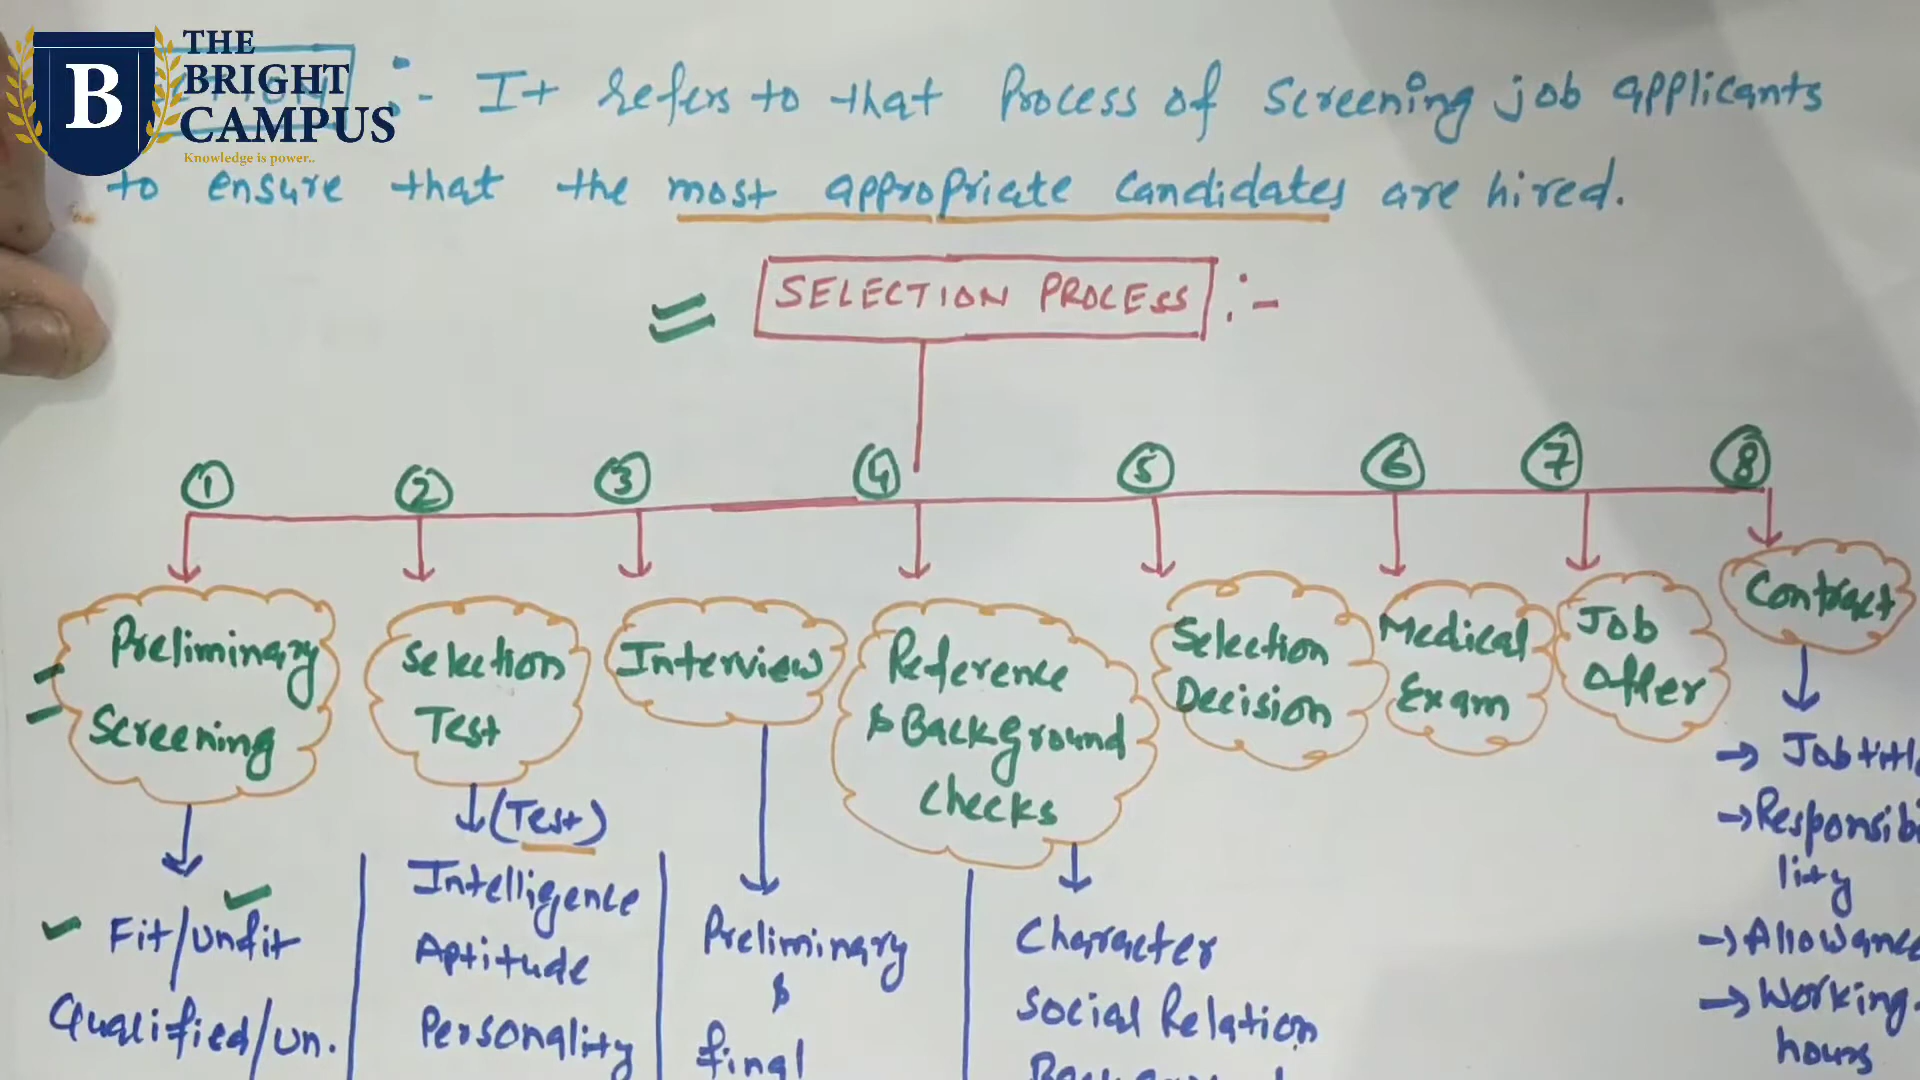 THE
BRIGHT
CAMPUS
Knowledge is power..
B
:- It refers to that Process of Screening job applicants
to ensure that the most appropriate candidates are hired.
SELECTION PROCESS :-
1 2 3 4 5 6 7 8
Preliminary
Screening
Selection
Test
Interview
Reference
& Background
Checks
Selection
Decision
Medical
Exam
Job
Offer
Contract
(Test)
Fit/Unfit
Qualified/un.
Intelligence
Aptitude
Personality
Preliminary
&
final
Character
Social Relation
→ Job titl
→ Responsibi
lity
→ Allowance
→ Working
hours